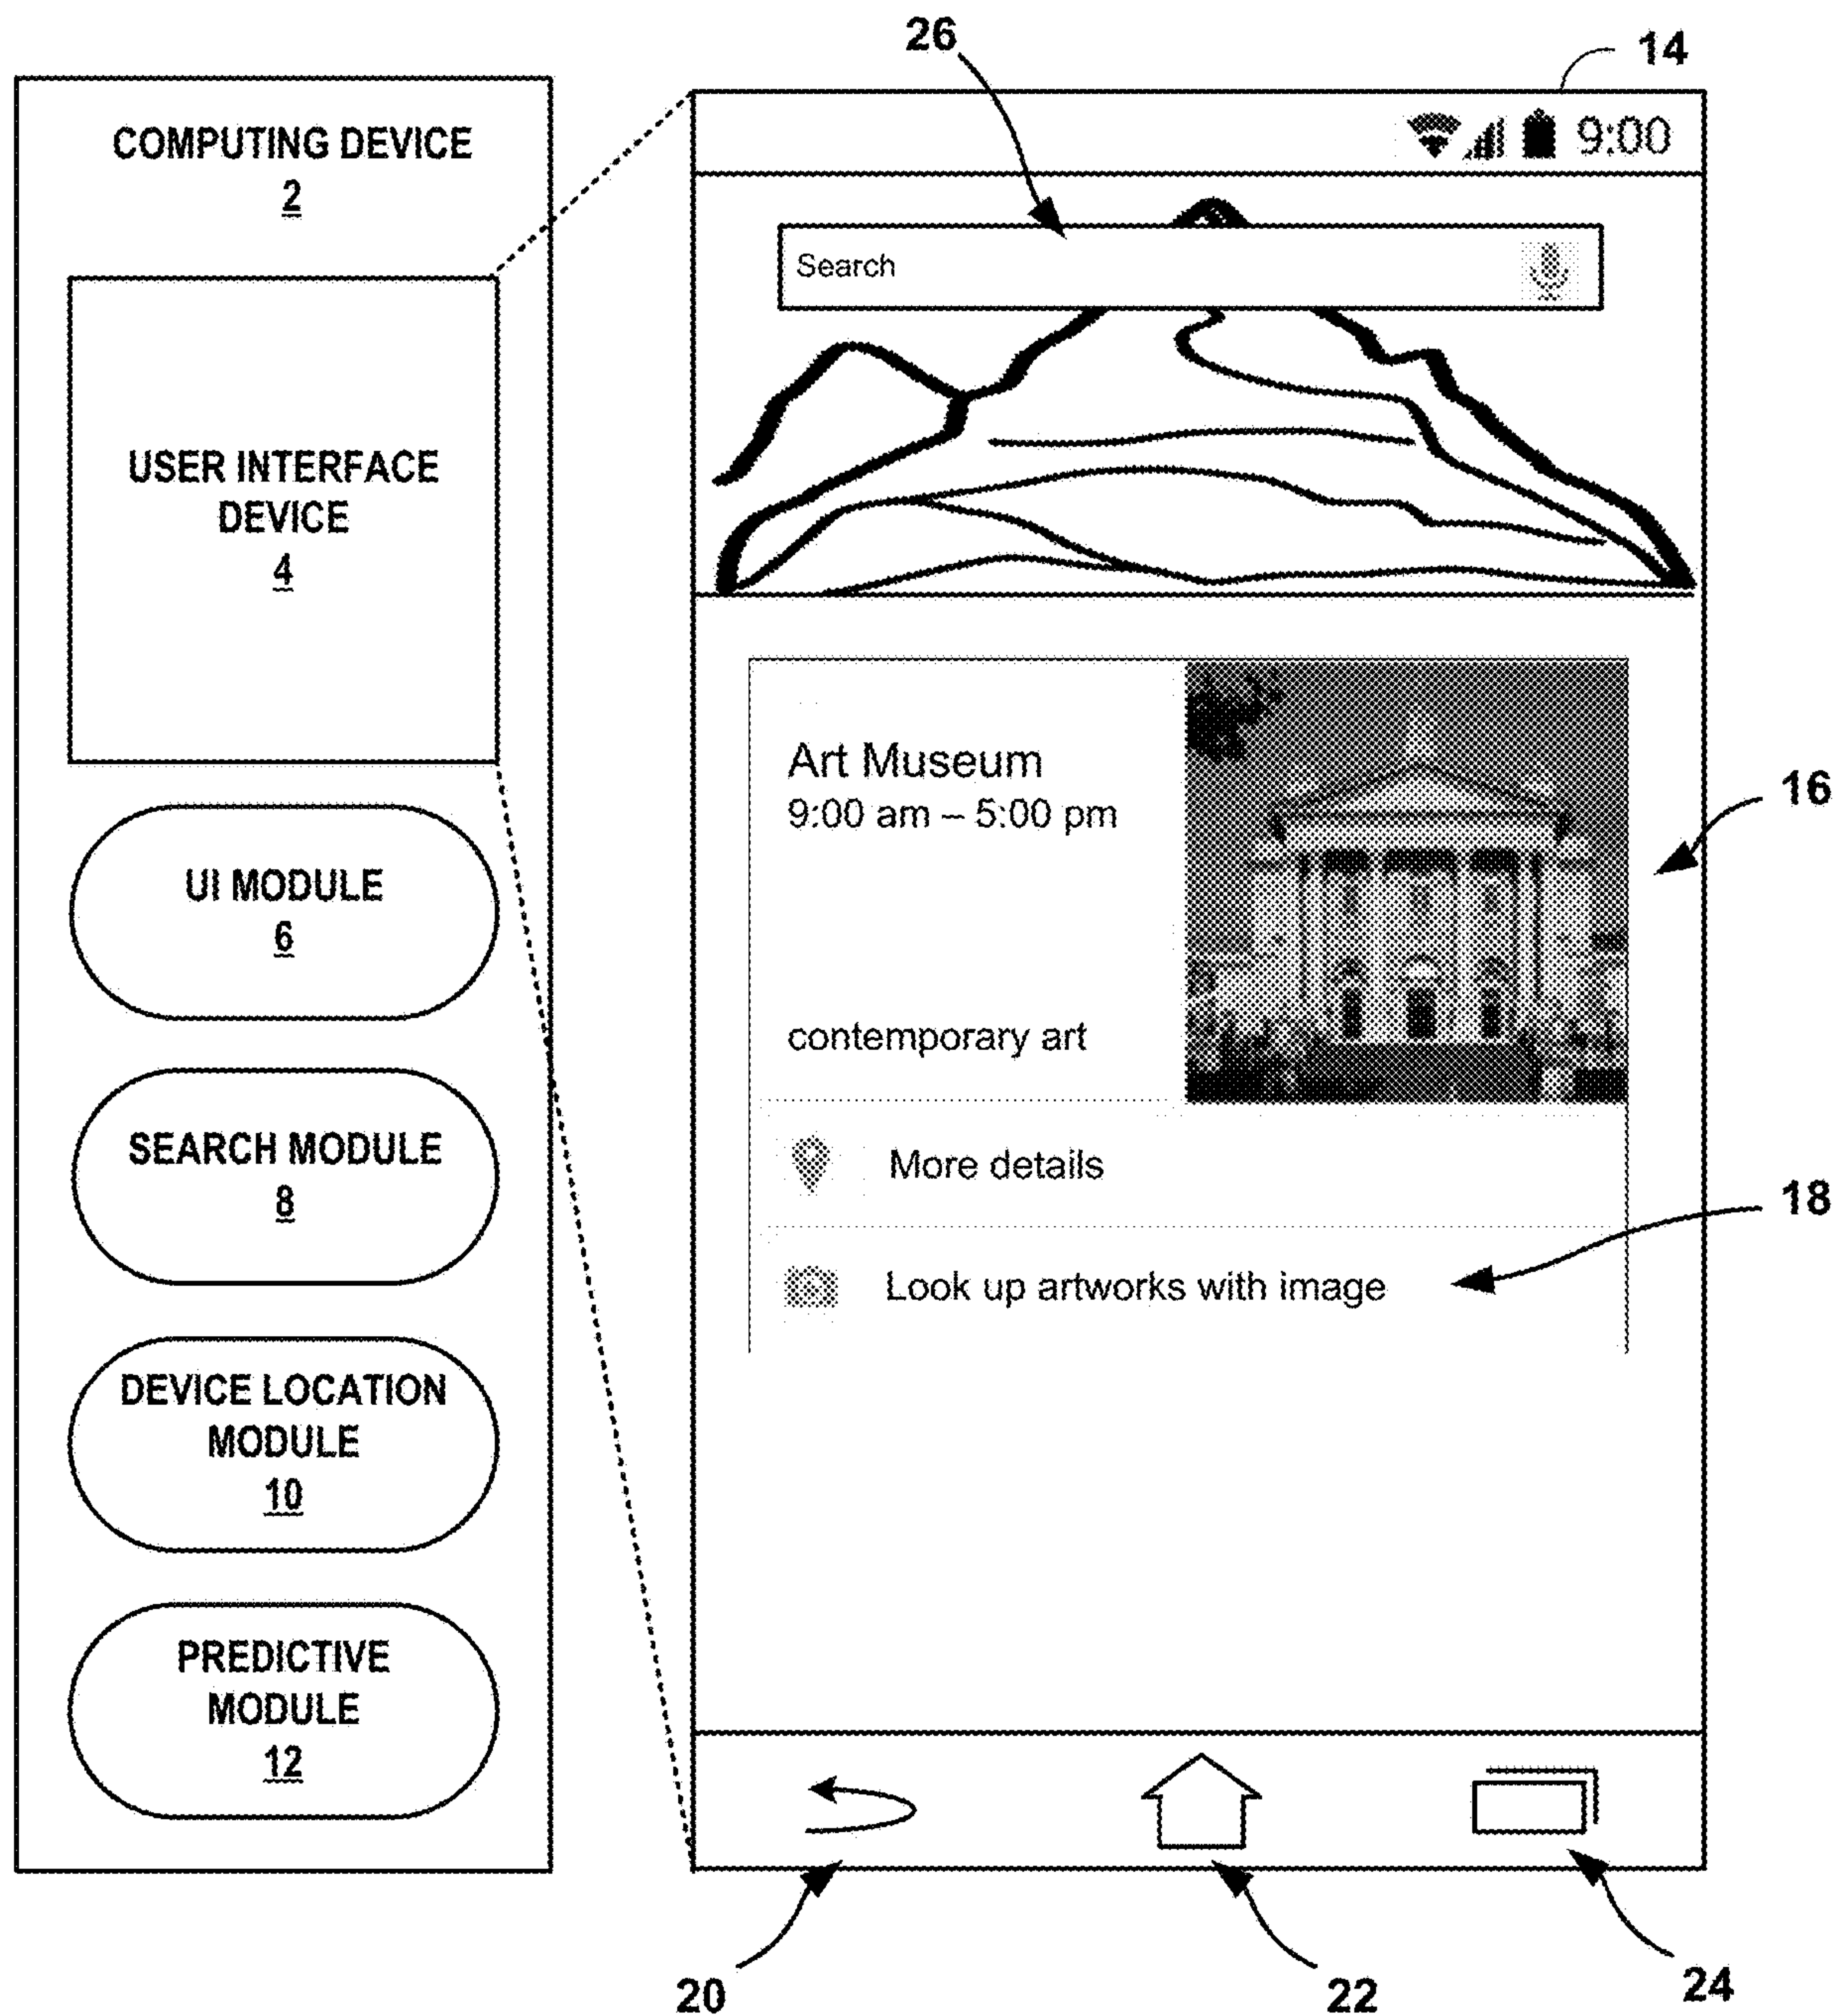 COMPUTING DEVICE
2
USER INTERFACE
DEVICE
4
UI MODULE
6
SEARCH MODULE
8
DEVICE LOCATION
MODULE
10
PREDICTIVE
MODULE
12
26
14
9:00
Search
Art Museum
9:00 am – 5:00 pm
16
contemporary art
More details
18
Look up artworks with image
20
22
24